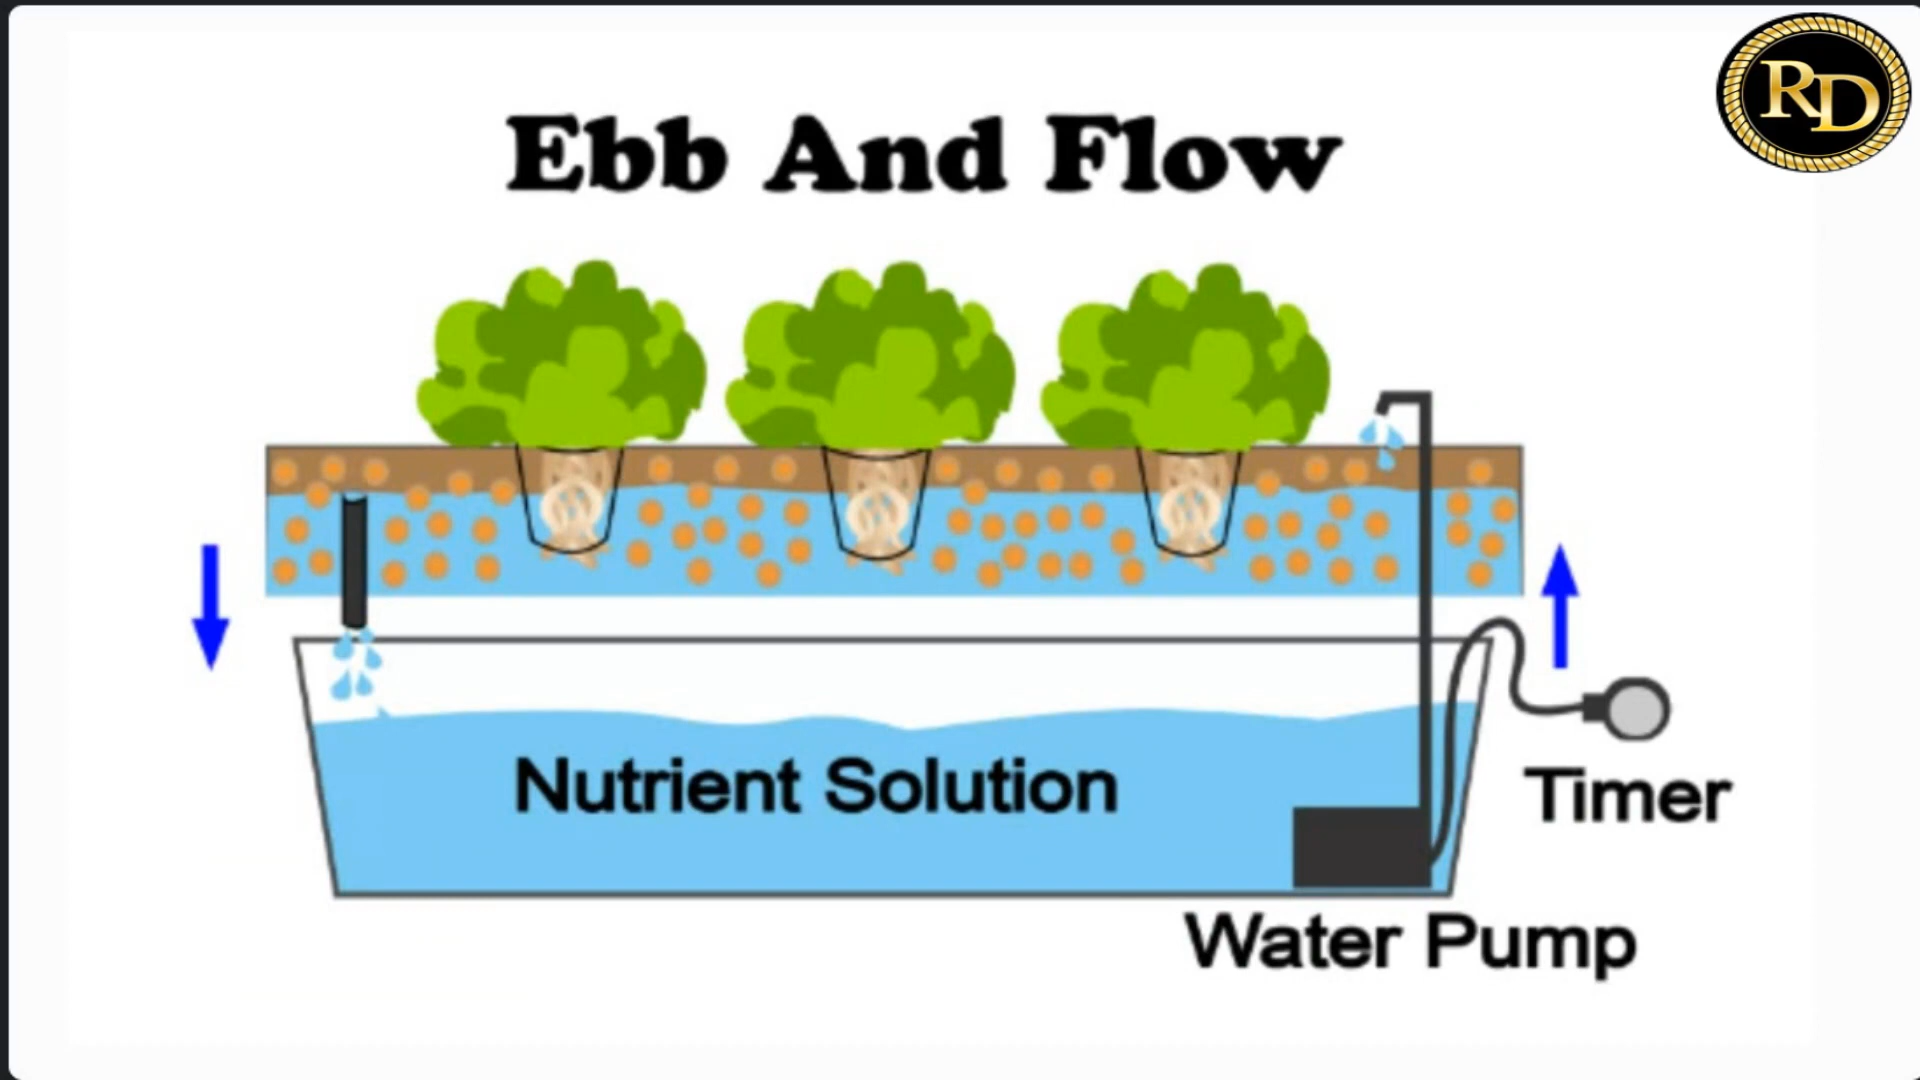 RD
Ebb And Flow
Nutrient Solution
Timer
Water Pump